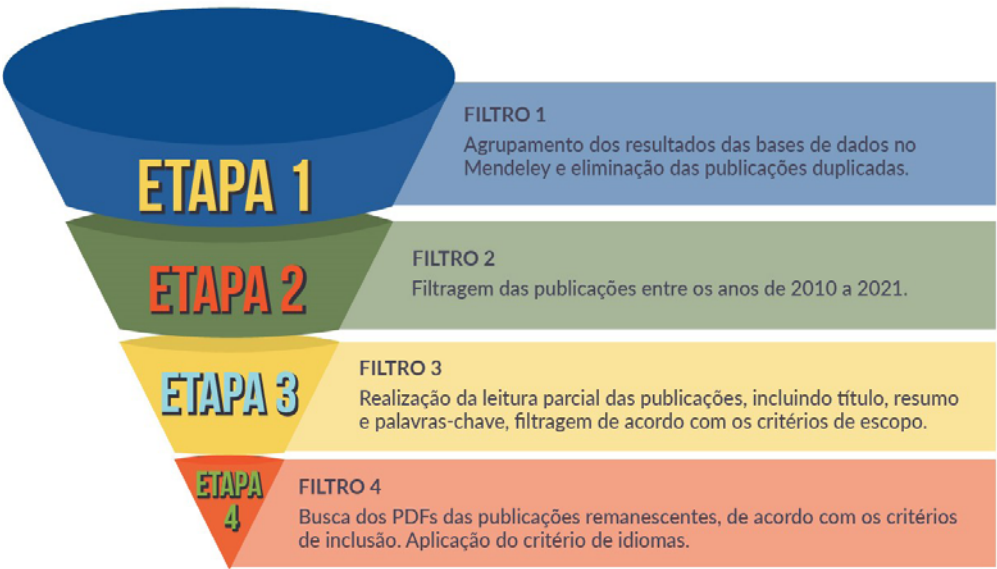 ETAPA 1
FILTRO 1
Agrupamento dos resultados das bases de dados no
Mendeley e eliminação das publicações duplicadas.
ETAPA 2
FILTRO 2
Filtragem das publicações entre os anos de 2010 a 2021.
ETAPA 3
FILTRO 3
Realização da leitura parcial das publicações, incluindo título, resumo
e palavras-chave, filtragem de acordo com os critérios de escopo.
ETAPA
4
FILTRO 4
Busca dos PDFs das publicações remanescentes, de acordo com os critérios
de inclusão. Aplicação do critério de idiomas.